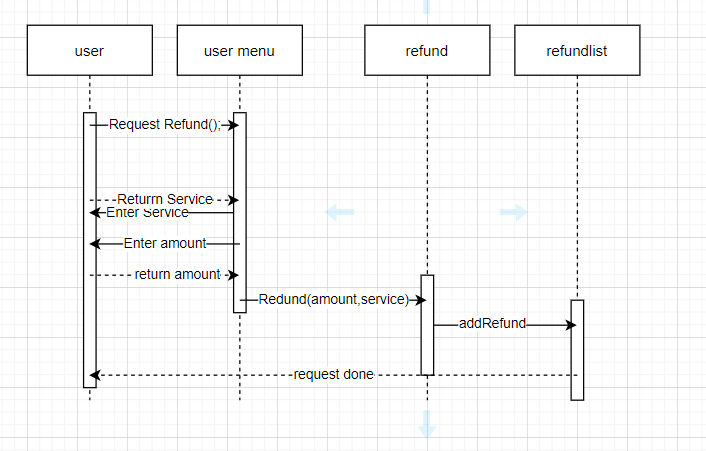 user
user menu
refund
refundlist
Request Refund();
Returrn Service
Enter Service
Enter amount
return amount
Redund(amount,service)
addRefund
request done